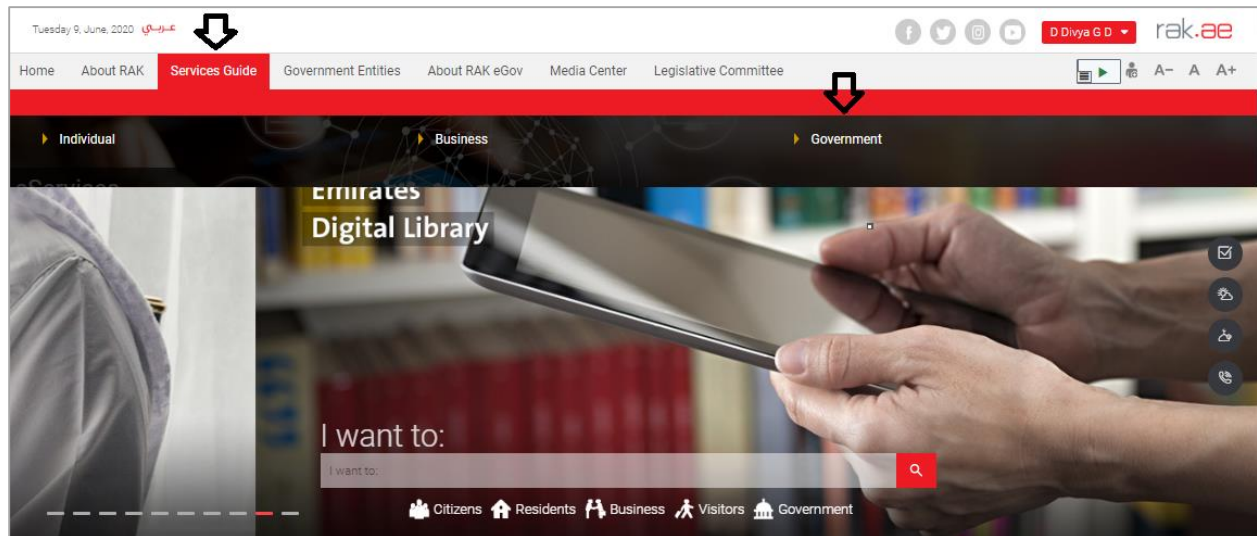 Tuesday 9, June, 2020 عربي D Divya G D rak.ae
Home About RAK Services Guide Government Entities About RAK eGov Media Center Legislative Committee A- A A+
Individual Business Government
eServices
Emirates
Digital Library
I want to:
I want to:
Citizens Residents Business Visitors Government